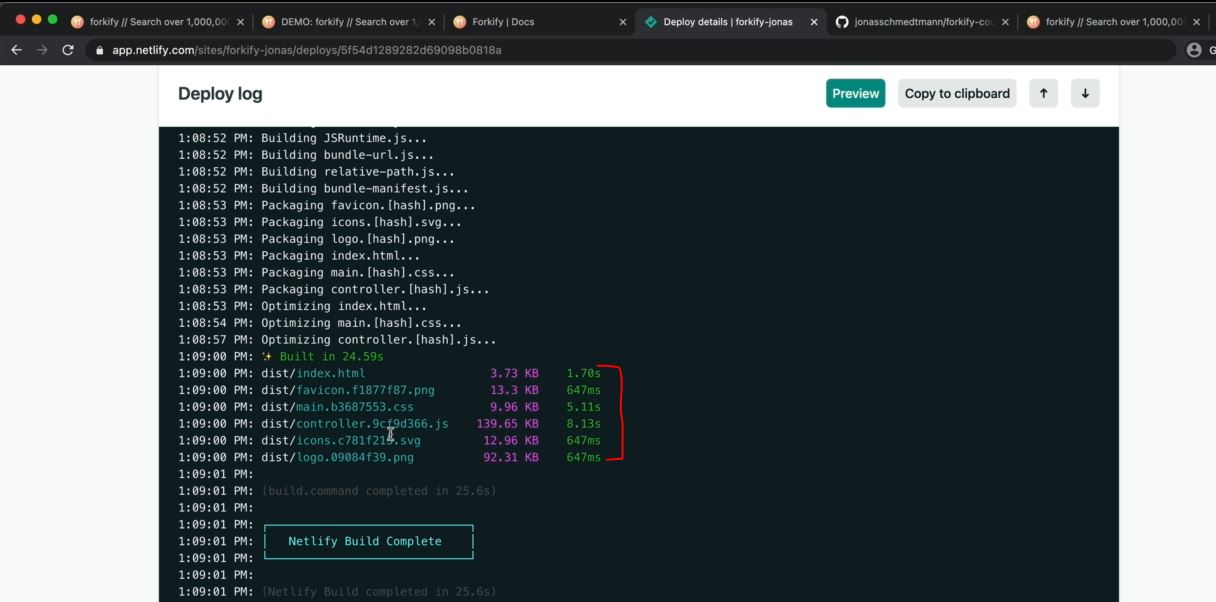 forkify // Search over 1,000,00
DEMO: forkify // Search over 1,
Forkify | Docs
Deploy details | forkify-jonas
jonasschmedtmann/forkify-cou
forkify // Search over 1,000,00
app.netlify.com/sites/forkify-jonas/deploys/5f54d1289282d69098b0818a
G
Deploy log
Preview
Copy to clipboard
1:08:52 PM: Building JSRuntime.js...
1:08:52 PM: Building bundle-url.js...
1:08:52 PM: Building relative-path.js...
1:08:52 PM: Building bundle-manifest.js...
1:08:53 PM: Packaging favicon.[hash].png...
1:08:53 PM: Packaging icons.[hash].svg...
1:08:53 PM: Packaging logo.[hash].png...
1:08:53 PM: Packaging index.html...
1:08:53 PM: Packaging main.[hash].css...
1:08:53 PM: Packaging controller.[hash].js...
1:08:53 PM: Optimizing index.html...
1:08:54 PM: Optimizing main.[hash].css...
1:08:57 PM: Optimizing controller.[hash].js...
1:09:00 PM: ✨ Built in 24.59s
1:09:00 PM: dist/index.html 3.73 KB 1.70s
1:09:00 PM: dist/favicon.f1877f87.png 13.3 KB 647ms
1:09:00 PM: dist/main.b3687553.css 9.96 KB 5.11s
1:09:00 PM: dist/controller.9cf9d366.js 139.65 KB 8.13s
1:09:00 PM: 12.96 KB 647ms
1:09:00 PM: dist/logo.09084f39.png 92.31 KB 647ms
1:09:01 PM:
1:09:01 PM: (build.command completed in 25.6s)
1:09:01 PM:
1:09:01 PM:
1:09:01 PM: Netlify Build Complete
1:09:01 PM:
1:09:01 PM:
1:09:01 PM: (Netlify Build completed in 25.6s)